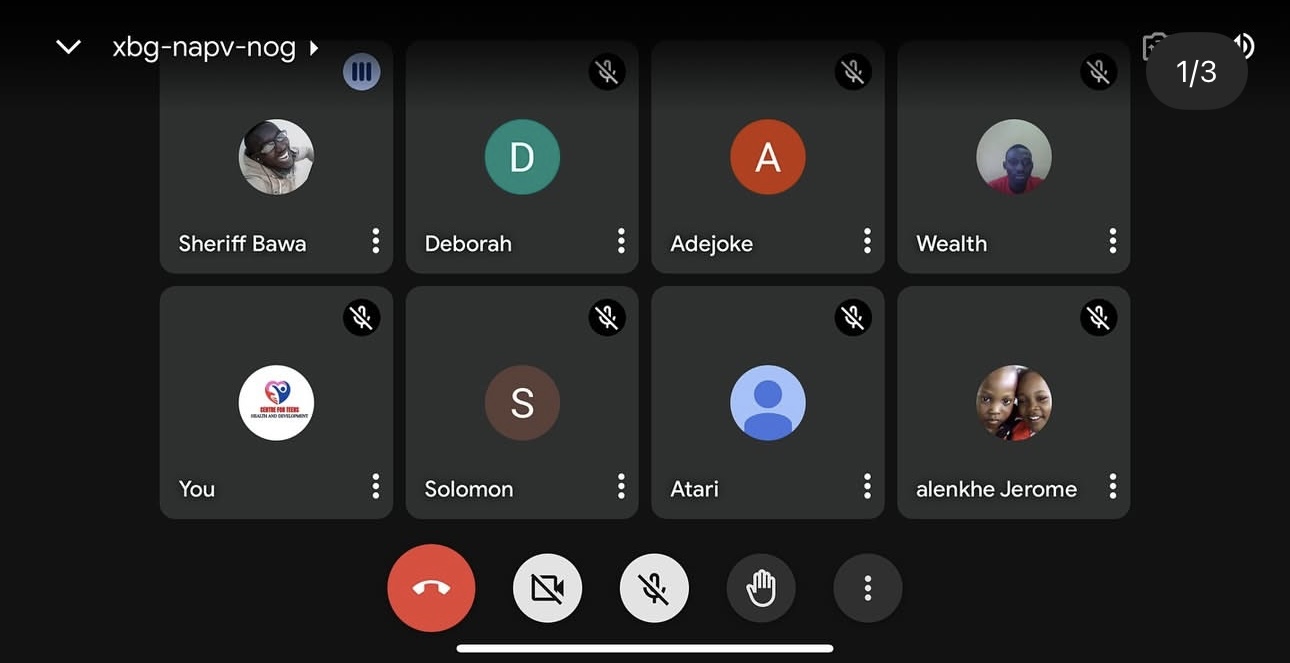 xbg-napv-nog
1/3
Sheriff Bawa
D
Deborah
A
Adejoke
Wealth
CENTRE FOR TEENS
HEALTH AND DEVELOPMENT
You
S
Solomon
Atari
alenkhe Jerome